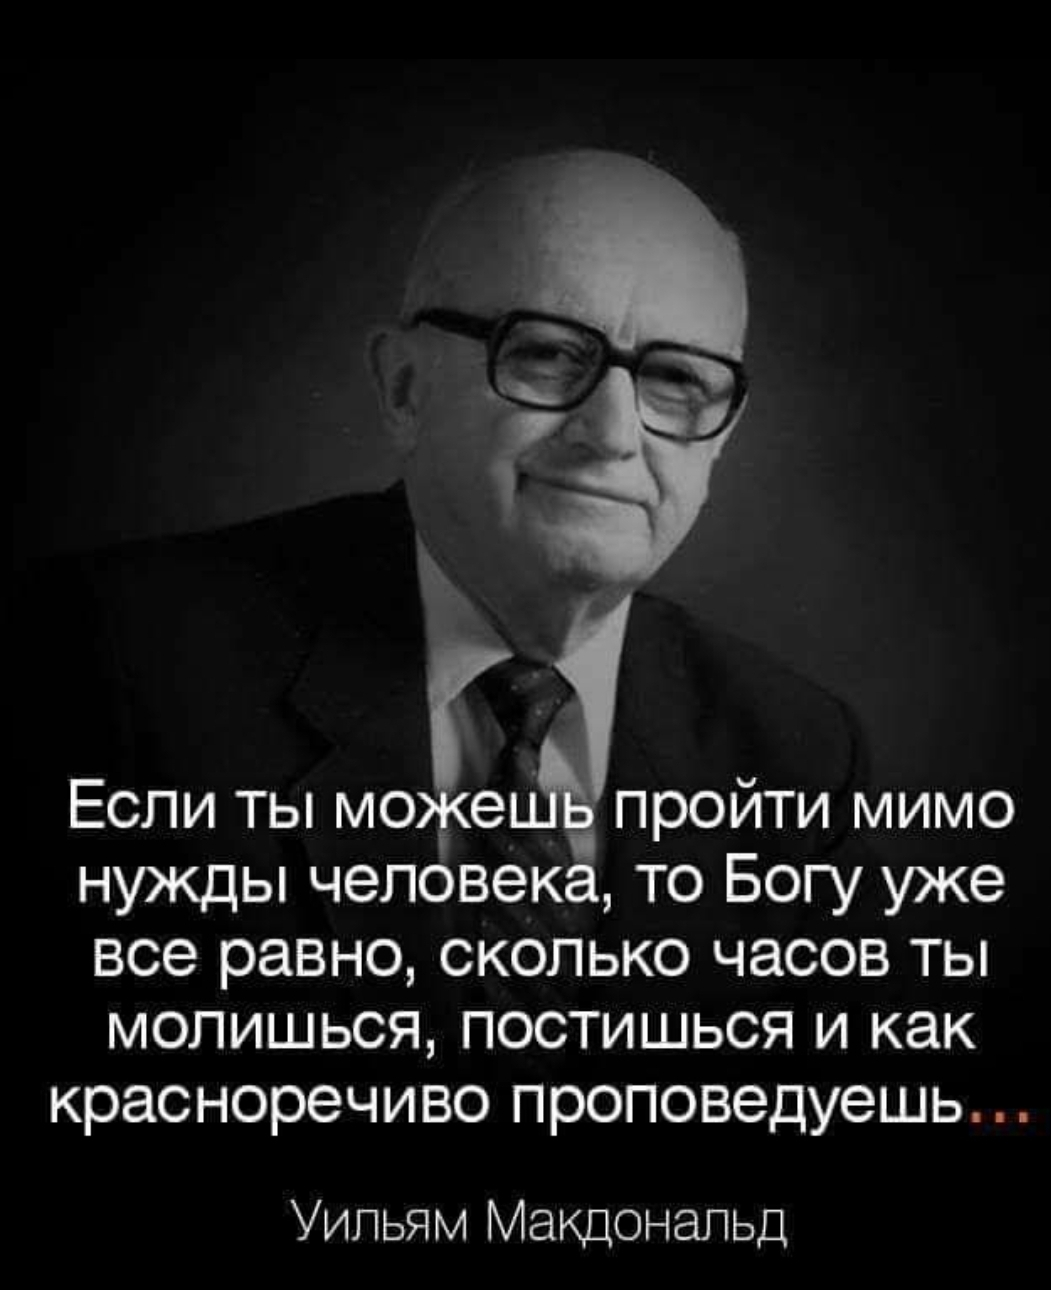 Если ты можешь пройти мимо
нужды человека, то Богу уже
все равно, сколько часов ты
молишься, постишься и как
красноречиво проповедуешь...
Уильям Макдональд